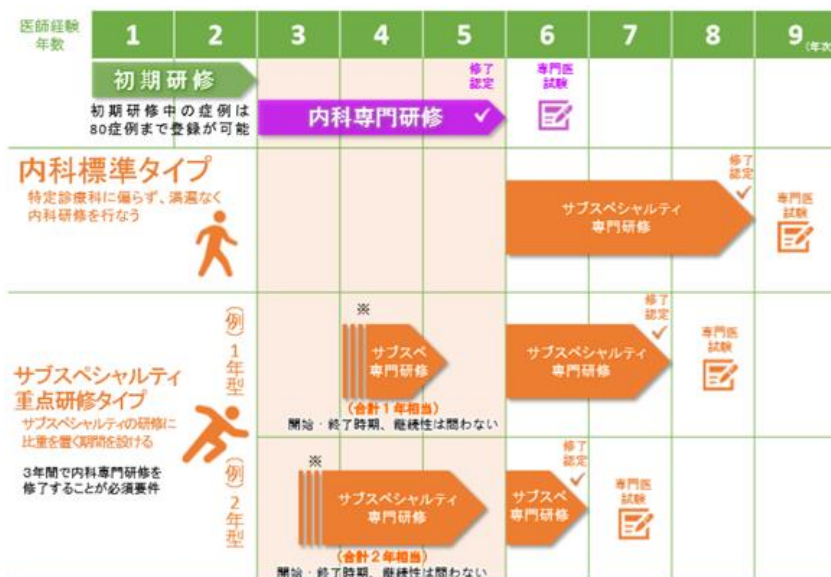 医師経験
年数
1 2 3 4 5 6 7 8 9(年次
初期研修
初期研修中の症例は
80症例まで登録が可能
内科専門研修
修了
認定
専門医
試験
内科標準タイプ
特定診療科に偏らず、満遍なく
内科研修を行なう
サブスペシャルティ
専門研修
修了
認定
専門医
試験
サブスペシャルティ
重点研修タイプ
サブスペシャルティの研修に
比重を置く期間を設ける
3年間で内科専門研修を
修了することが必須要件
(例)1年型
※
サブスペ
専門研修
(合計1年相当)
開始・終了時期、継続性は問わない
サブスペシャルティ
専門研修
修了
認定
専門医
試験
(例)2年型
※
サブスペシャルティ
専門研修
(合計2年相当)
開始・終了時期、継続性は問わない
サブスペ
専門研修
修了
認定
専門医
試験